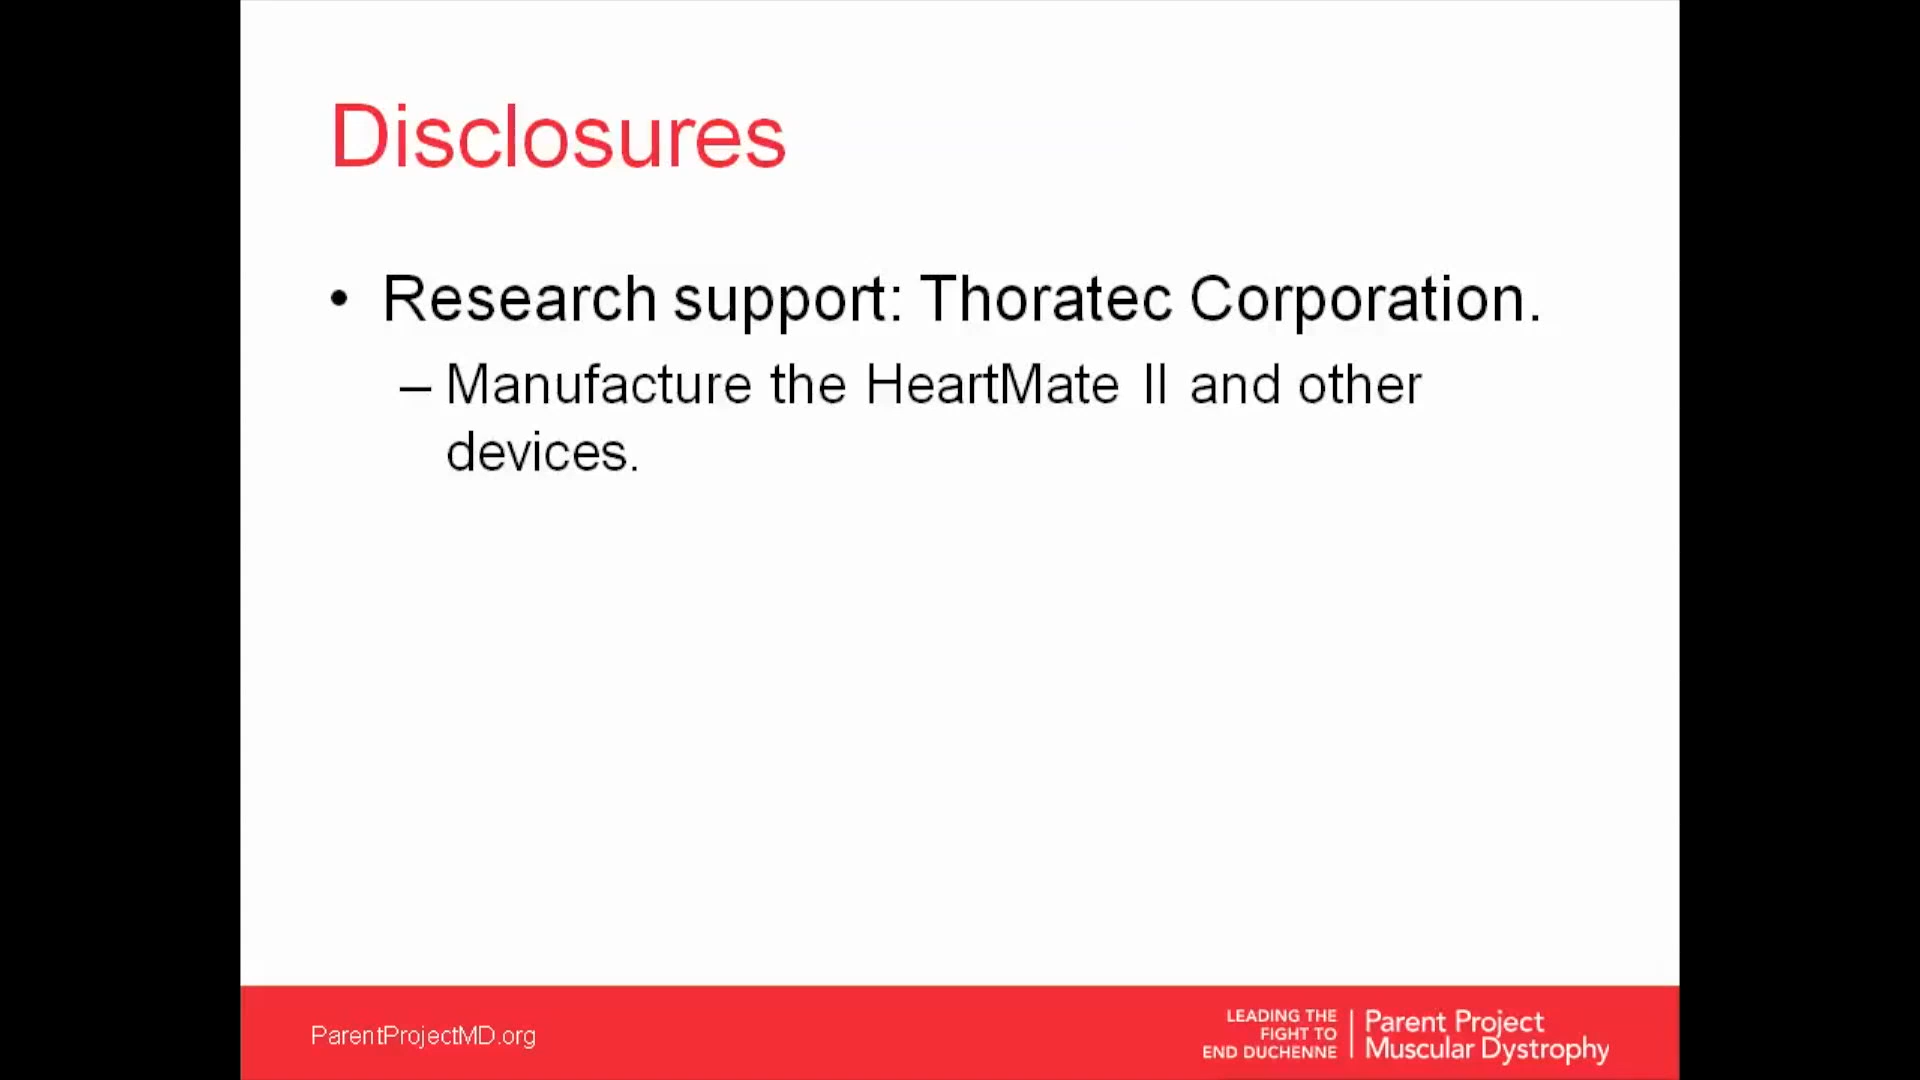 Disclosures
• Research support: Thoratec Corporation.
– Manufacture the HeartMate II and other
devices.
ParentProjectMD.org
LEADING THE
FIGHT TO
END DUCHENNE
Parent Project
Muscular Dystrophy